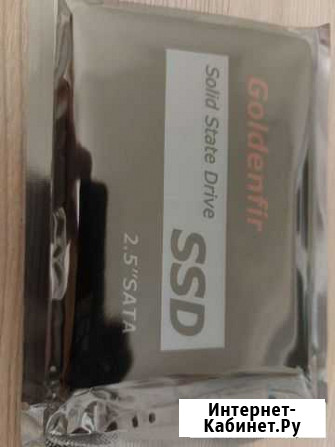 Goldenfir
Solid State Drive
SSD
2.5"SATA
Интернет-
Кабинет.Ру